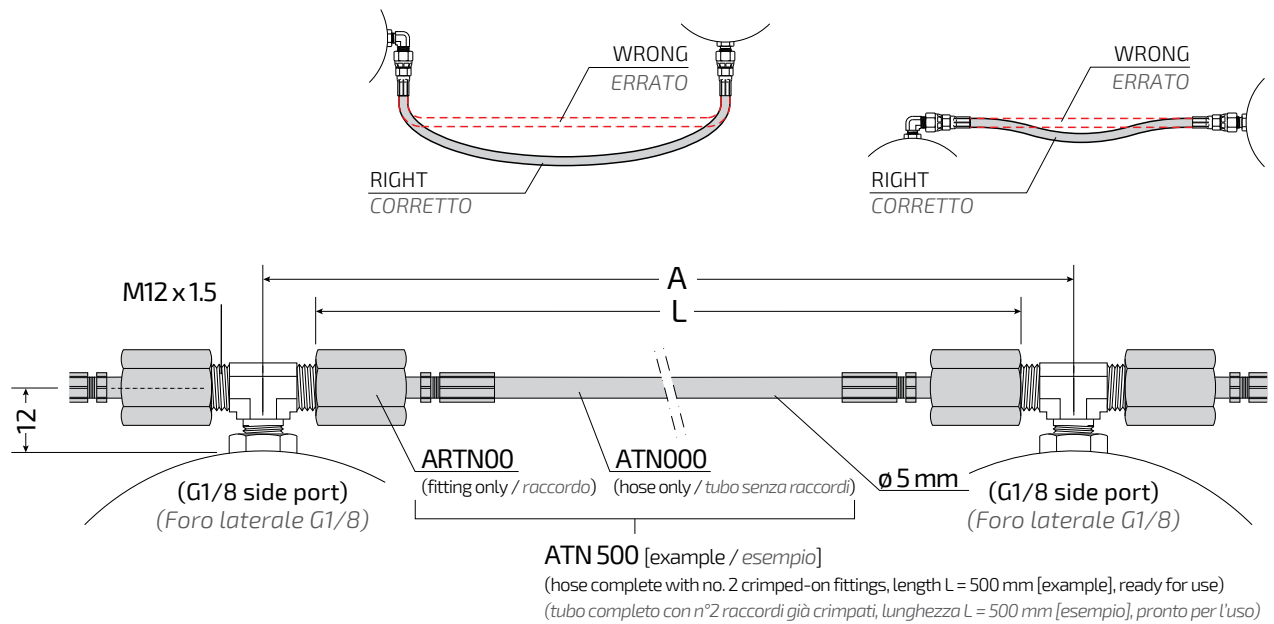 WRONG
ERRATO
RIGHT
CORRETTO
WRONG
ERRATO
RIGHT
CORRETTO
A
M12 x 1.5
L
12
ARTN00
(fitting only / raccordo)
ATN000
(hose only / tubo senza raccordi)
ø 5 mm
(G1/8 side port)
(Foro laterale G1/8)
(G1/8 side port)
(Foro laterale G1/8)
ATN 500 [example / esempio]
(hose complete with no. 2 crimped-on fittings, length L = 500 mm [example], ready for use)
(tubo completo con n°2 raccordi già crimpati, lunghezza L = 500 mm [esempio], pronto per l'uso)